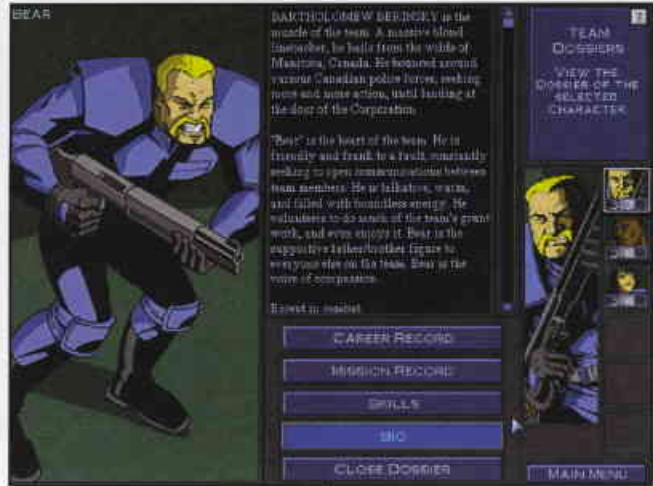 BEAR
BARTHOLOMEW BERINSKY is the
muscle of the team. A massive blond
linebacker, he hails from the wilds of
Manitoba, Canada. He bounced around
various Canadian police forces, seeking
more and more action, until landing at
the door of the Corporation.
"Bear" is the heart of the team. He is
friendly and frank to a fault, constantly
seeking to open communications between
team members. He is talkative, warm,
and filled with boundless energy. He
volunteers to do much of the team's grunt
work, and even enjoys it. Bear is the
supportive father/brother figure to
everyone else on the team. Bear is the
voice of compassion.
in combat
CAREER RECORD
MISSION RECORD
SKILLS
BIO
CLOSE DOSSIER
?
TEAM
DOSSIERS
VIEW THE
DOSSIER OF THE
SELECTED
CHARACTER
MAIN MENU